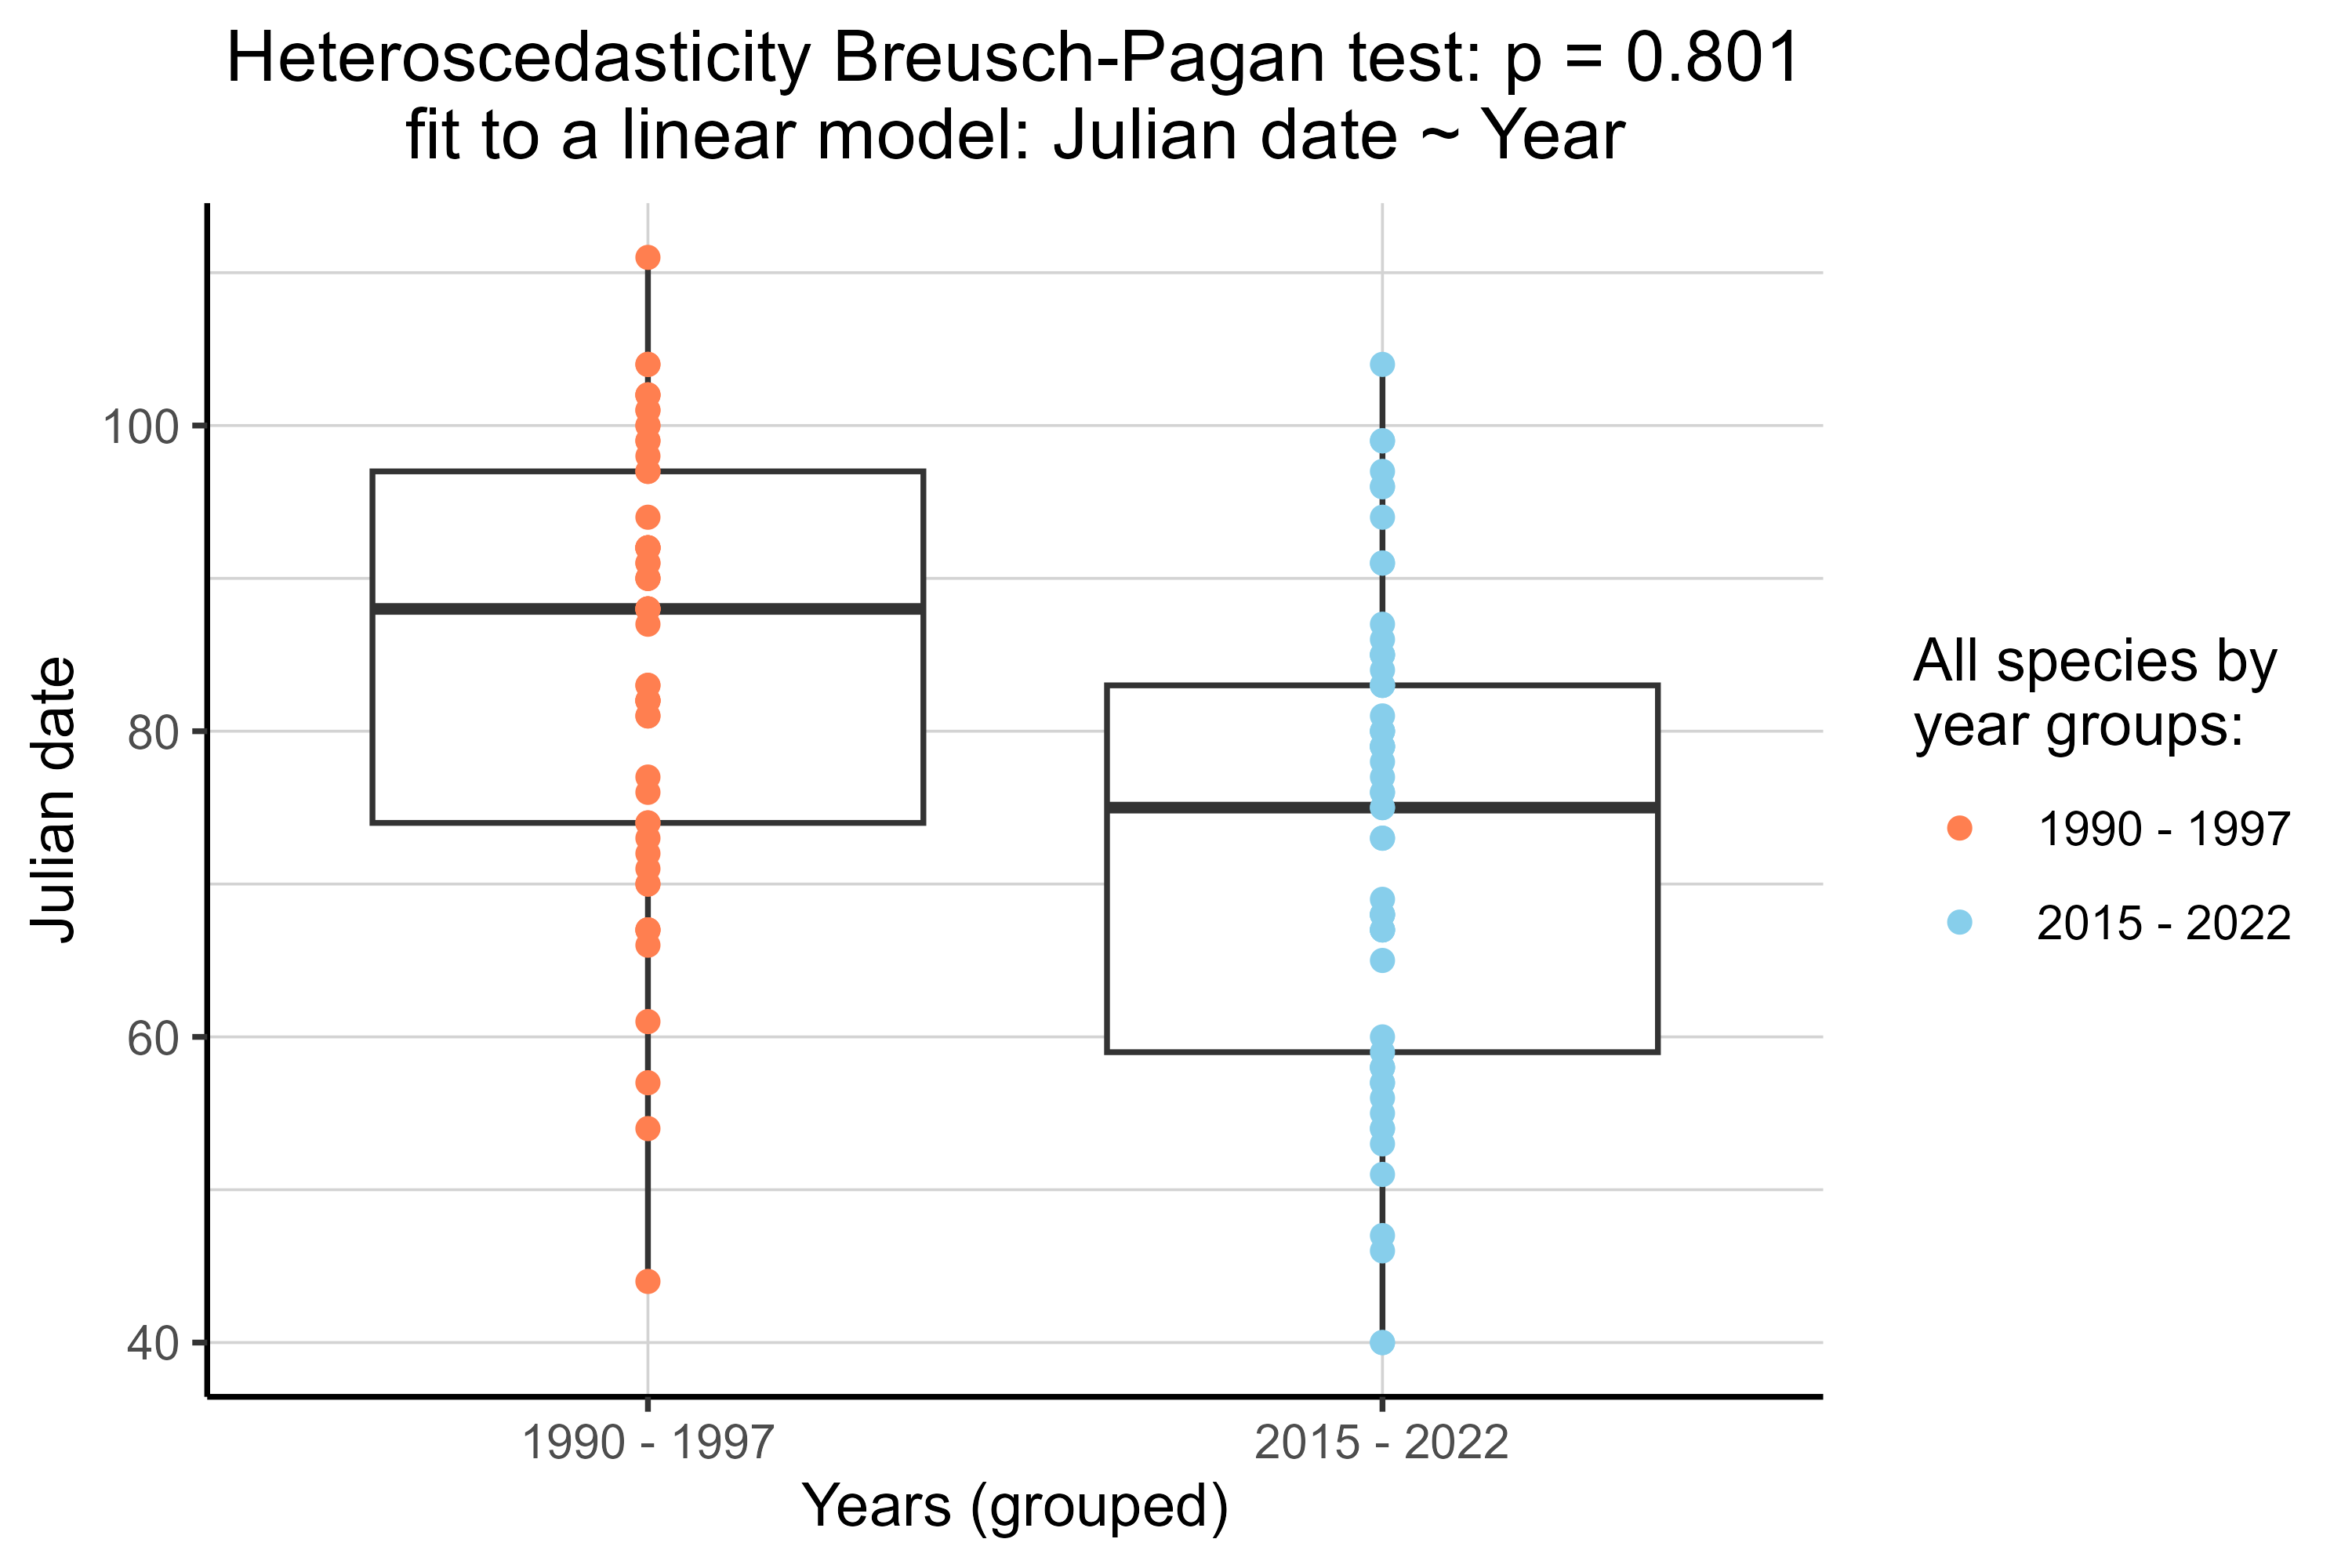 Heteroscedasticity Breusch-Pagan test: p = 0.801
fit to a linear model: Julian date ~ Year
Julian date
100
80
60
40
1990 - 1997
2015 - 2022
Years (grouped)
All species by
year groups:
1990 - 1997
2015 - 2022